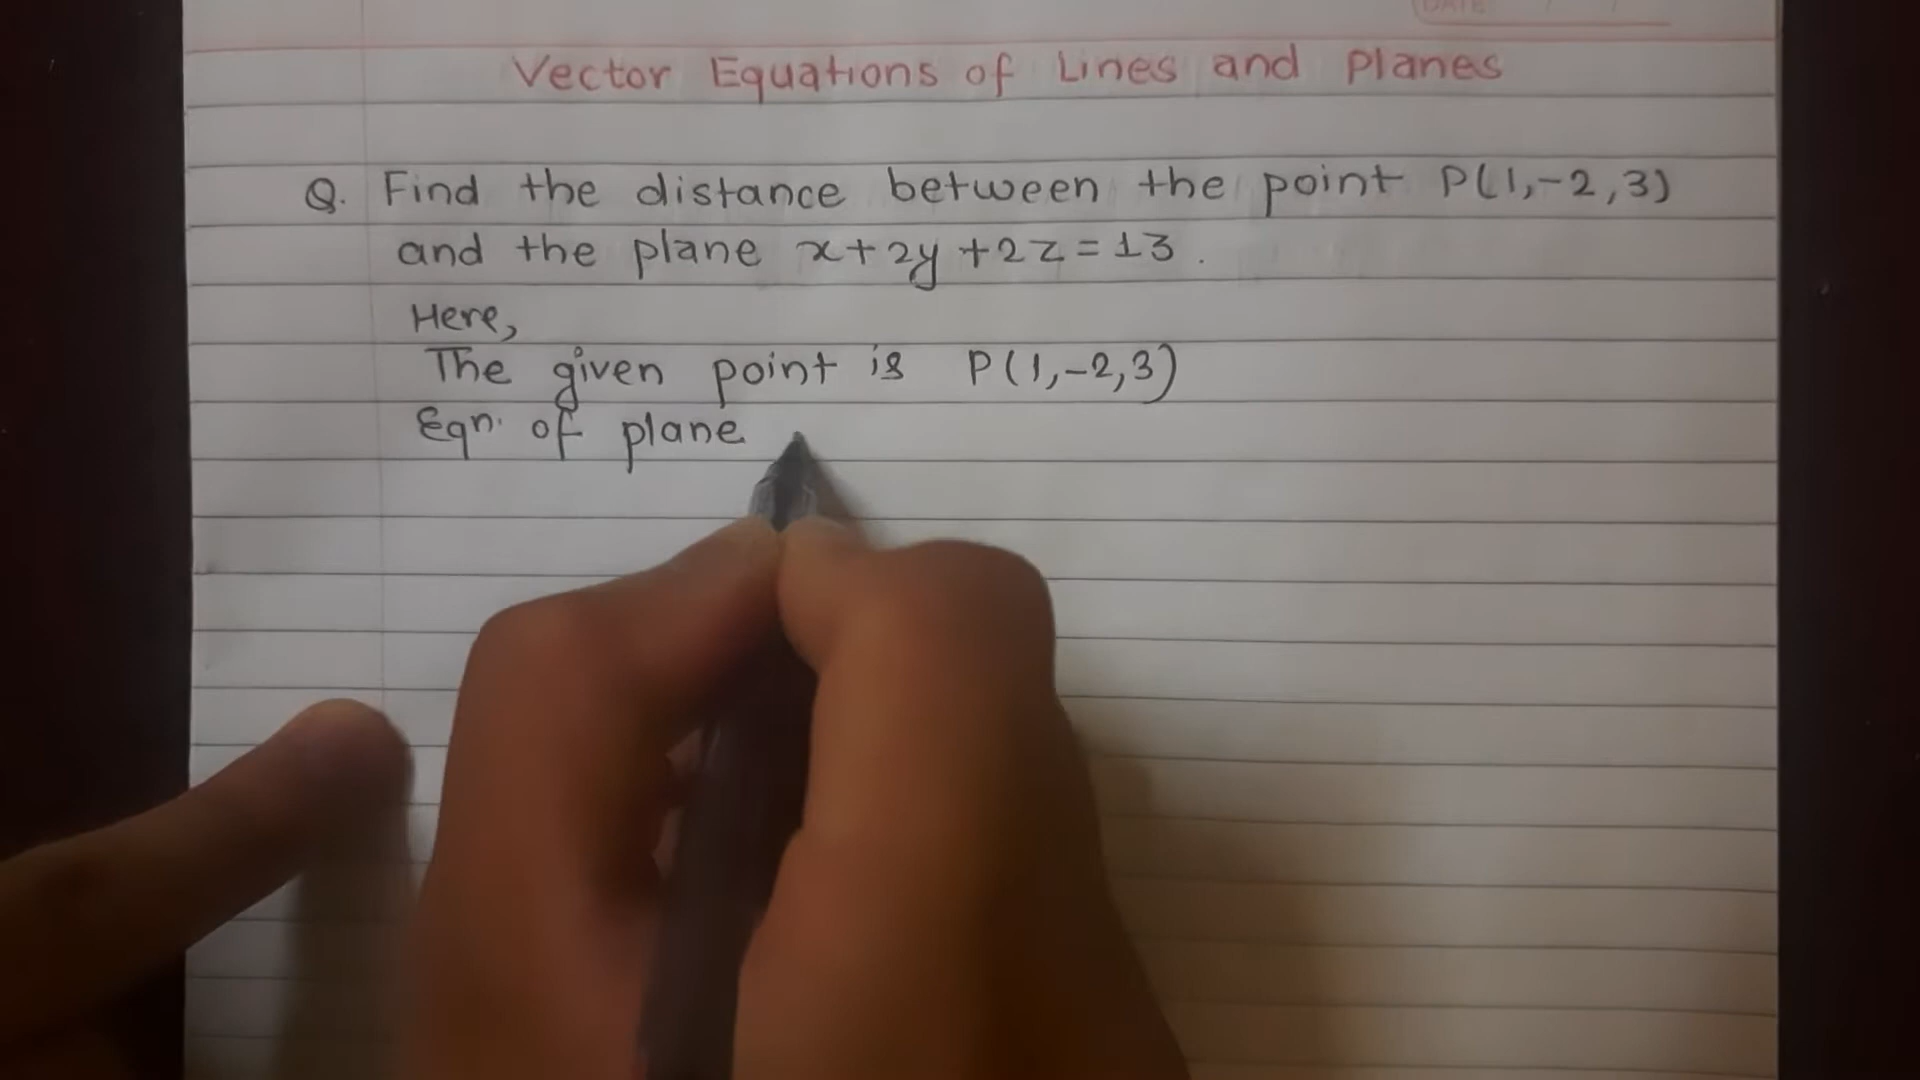 DATE
Vector Equations of Lines and Planes
Q. Find the distance between the point P(1,-2,3)
and the plane x+2y+2z=13.
Here,
The given point is P(1,-2,3)
Eqn. of plane